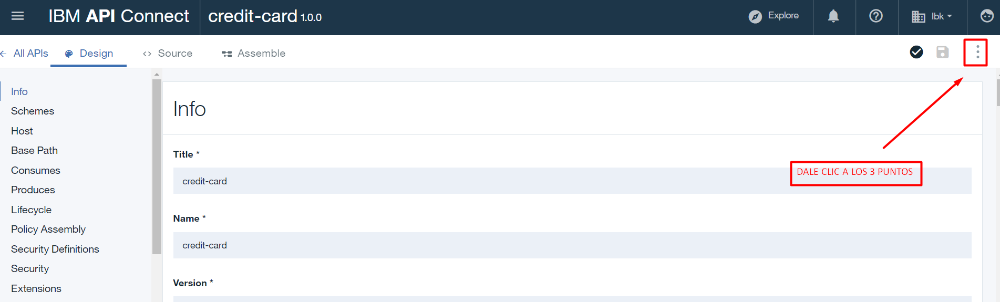 IBM API Connect
credit-card 1.0.0
Explore
Ibk
All APIs
Design
Source
Assemble
Info
Schemes
Host
Base Path
Consumes
Produces
Lifecycle
Policy Assembly
Security Definitions
Security
Extensions
Info
Title *
credit-card
DALE CLIC A LOS 3 PUNTOS
Name *
credit-card
Version *